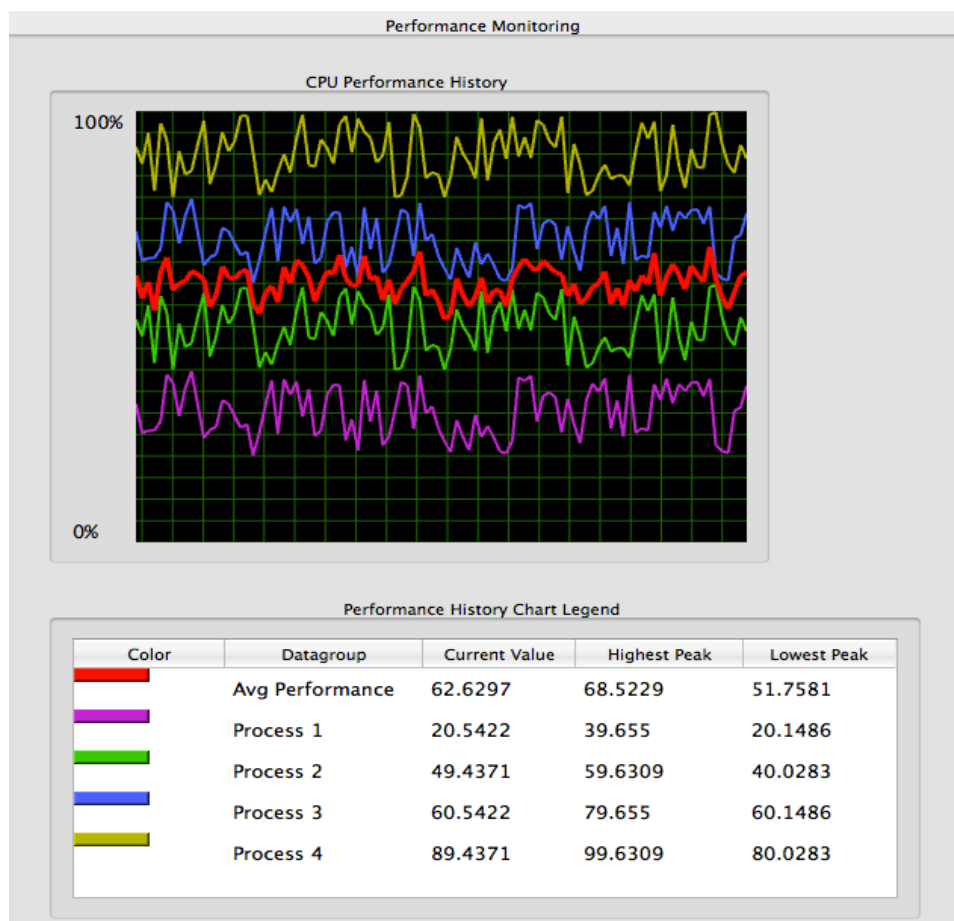 Performance Monitoring
CPU Performance History
100%
0%
Performance History Chart Legend
Color Datagroup Current Value Highest Peak Lowest Peak
Avg Performance 62.6297 68.5229 51.7581
Process 1 20.5422 39.655 20.1486
Process 2 49.4371 59.6309 40.0283
Process 3 60.5422 79.655 60.1486
Process 4 89.4371 99.6309 80.0283